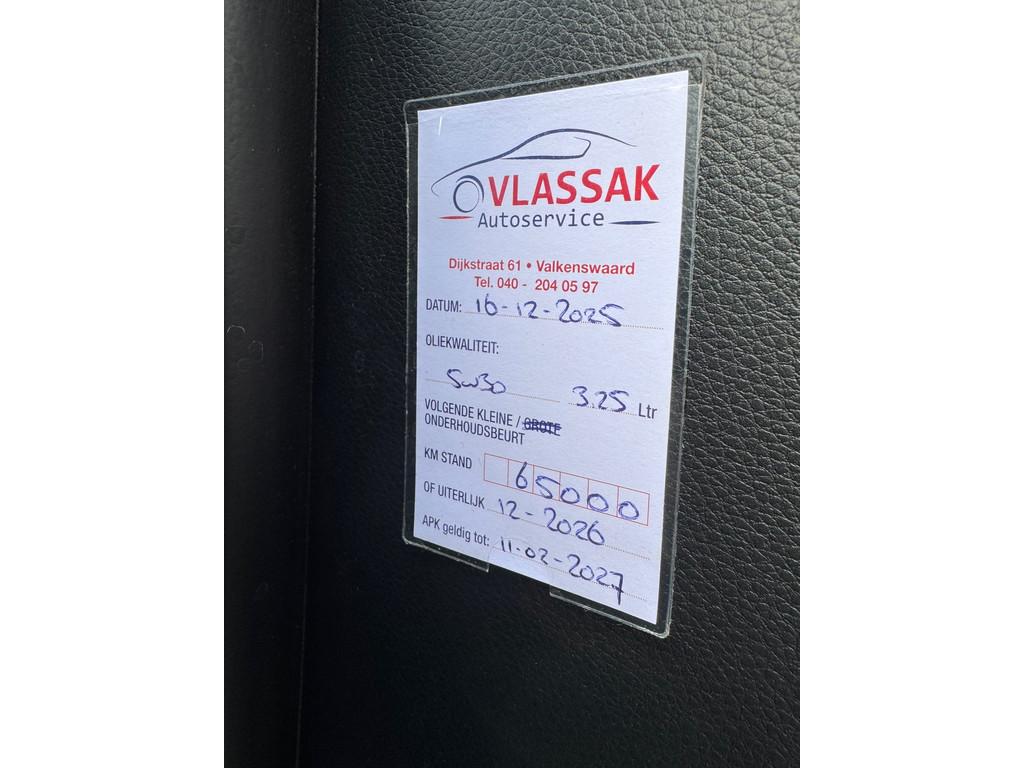 VLASSAK
Autoservice
Dijkstraat 61 • Valkenswaard
Tel. 040 - 204 05 97
DATUM: 16-12-2025
OLIEKWALITEIT:
5w30 3.25 Ltr
VOLGENDE KLEINE / GROTE
ONDERHOUDSBEURT
KM STAND 65000
OF UITERLIJK 12-2026
APK geldig tot: 11-02-2027